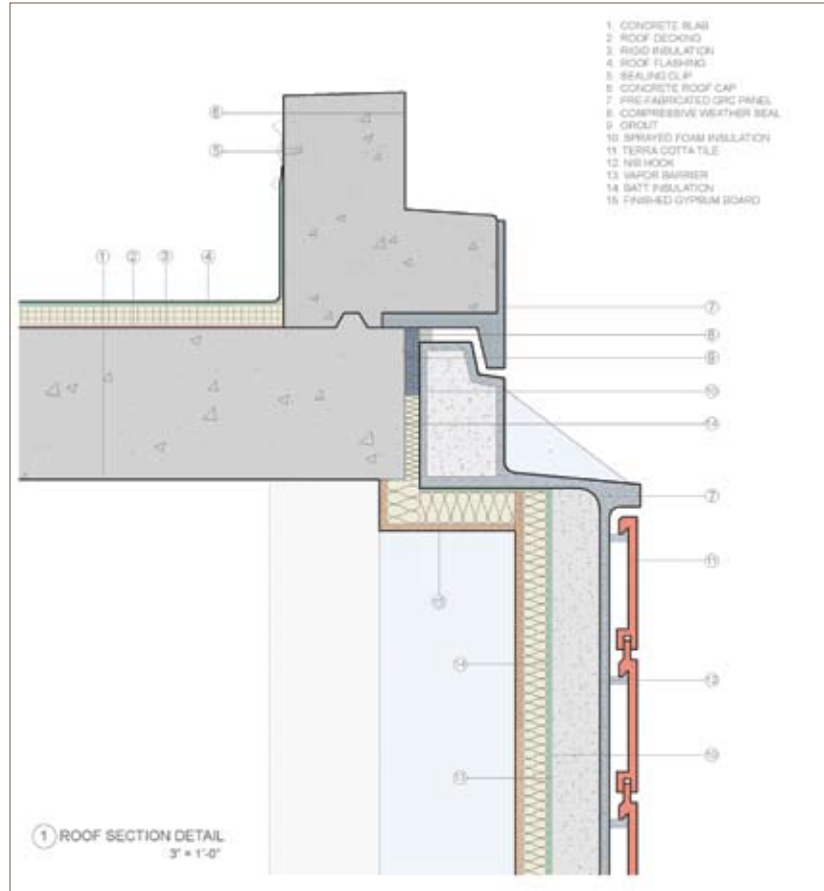 1. CONCRETE SLAB
2. ROOF DECKING
3. RIGID INSULATION
4. ROOF FLASHING
5. SEALING CLIP
6. CONCRETE ROOF CAP
7. PRE-FABRICATED GRC PANEL
8. COMPRESSIVE WEATHER SEAL
9. GROUT
10. SPRAYED FOAM INSULATION
11. TERRA COTTA TILE
12. NIB HOOK
13. VAPOR BARRIER
14. BATT INSULATION
15. FINISHED GYPSUM BOARD
6
5
1 2 3 4
7
8
9
10
14
7
11
14
12
1 ROOF SECTION DETAIL
3" = 1'-0"